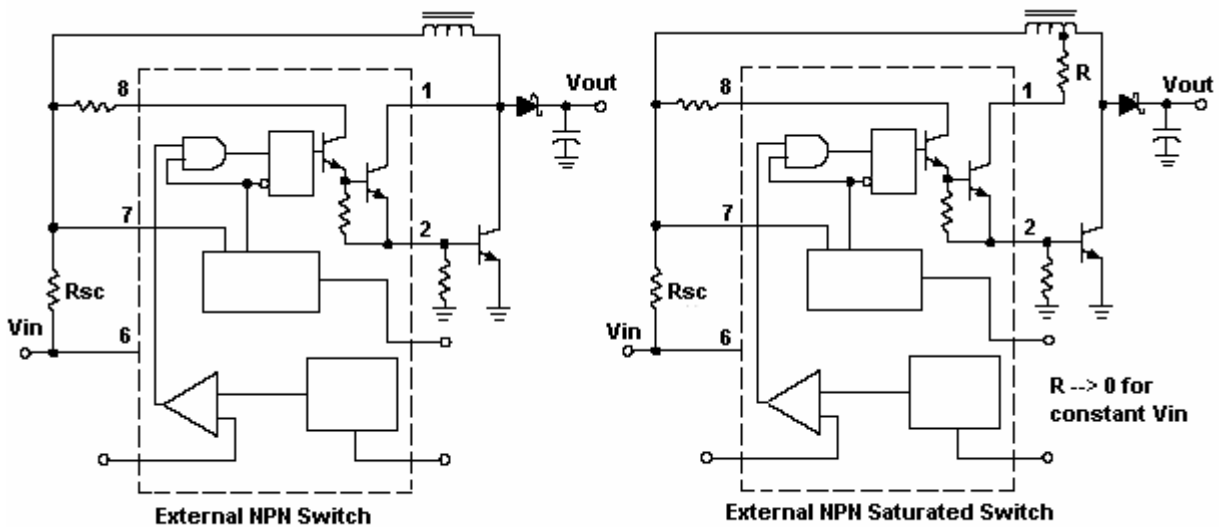 8
1
Vout
7
2
Rsc
Vin
6
External NPN Switch
R
8
1
Vout
7
2
Rsc
Vin
6
R --> 0 for
constant Vin
External NPN Saturated Switch